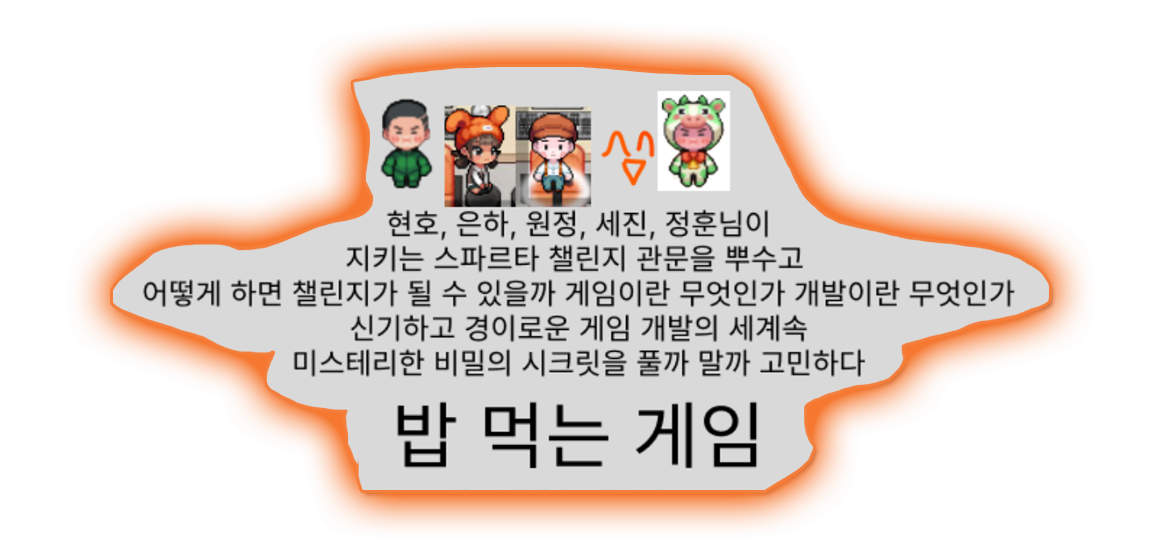 현호, 은하, 원정, 세진, 정훈님이
지키는 스파르타 챌린지 관문을 뿌수고
어떻게 하면 챌린지가 될 수 있을까 게임이란 무엇인가 개발이란 무엇인가
신기하고 경이로운 게임 개발의 세계속
미스테리한 비밀의 시크릿을 풀까 말까 고민하다
밥 먹는 게임